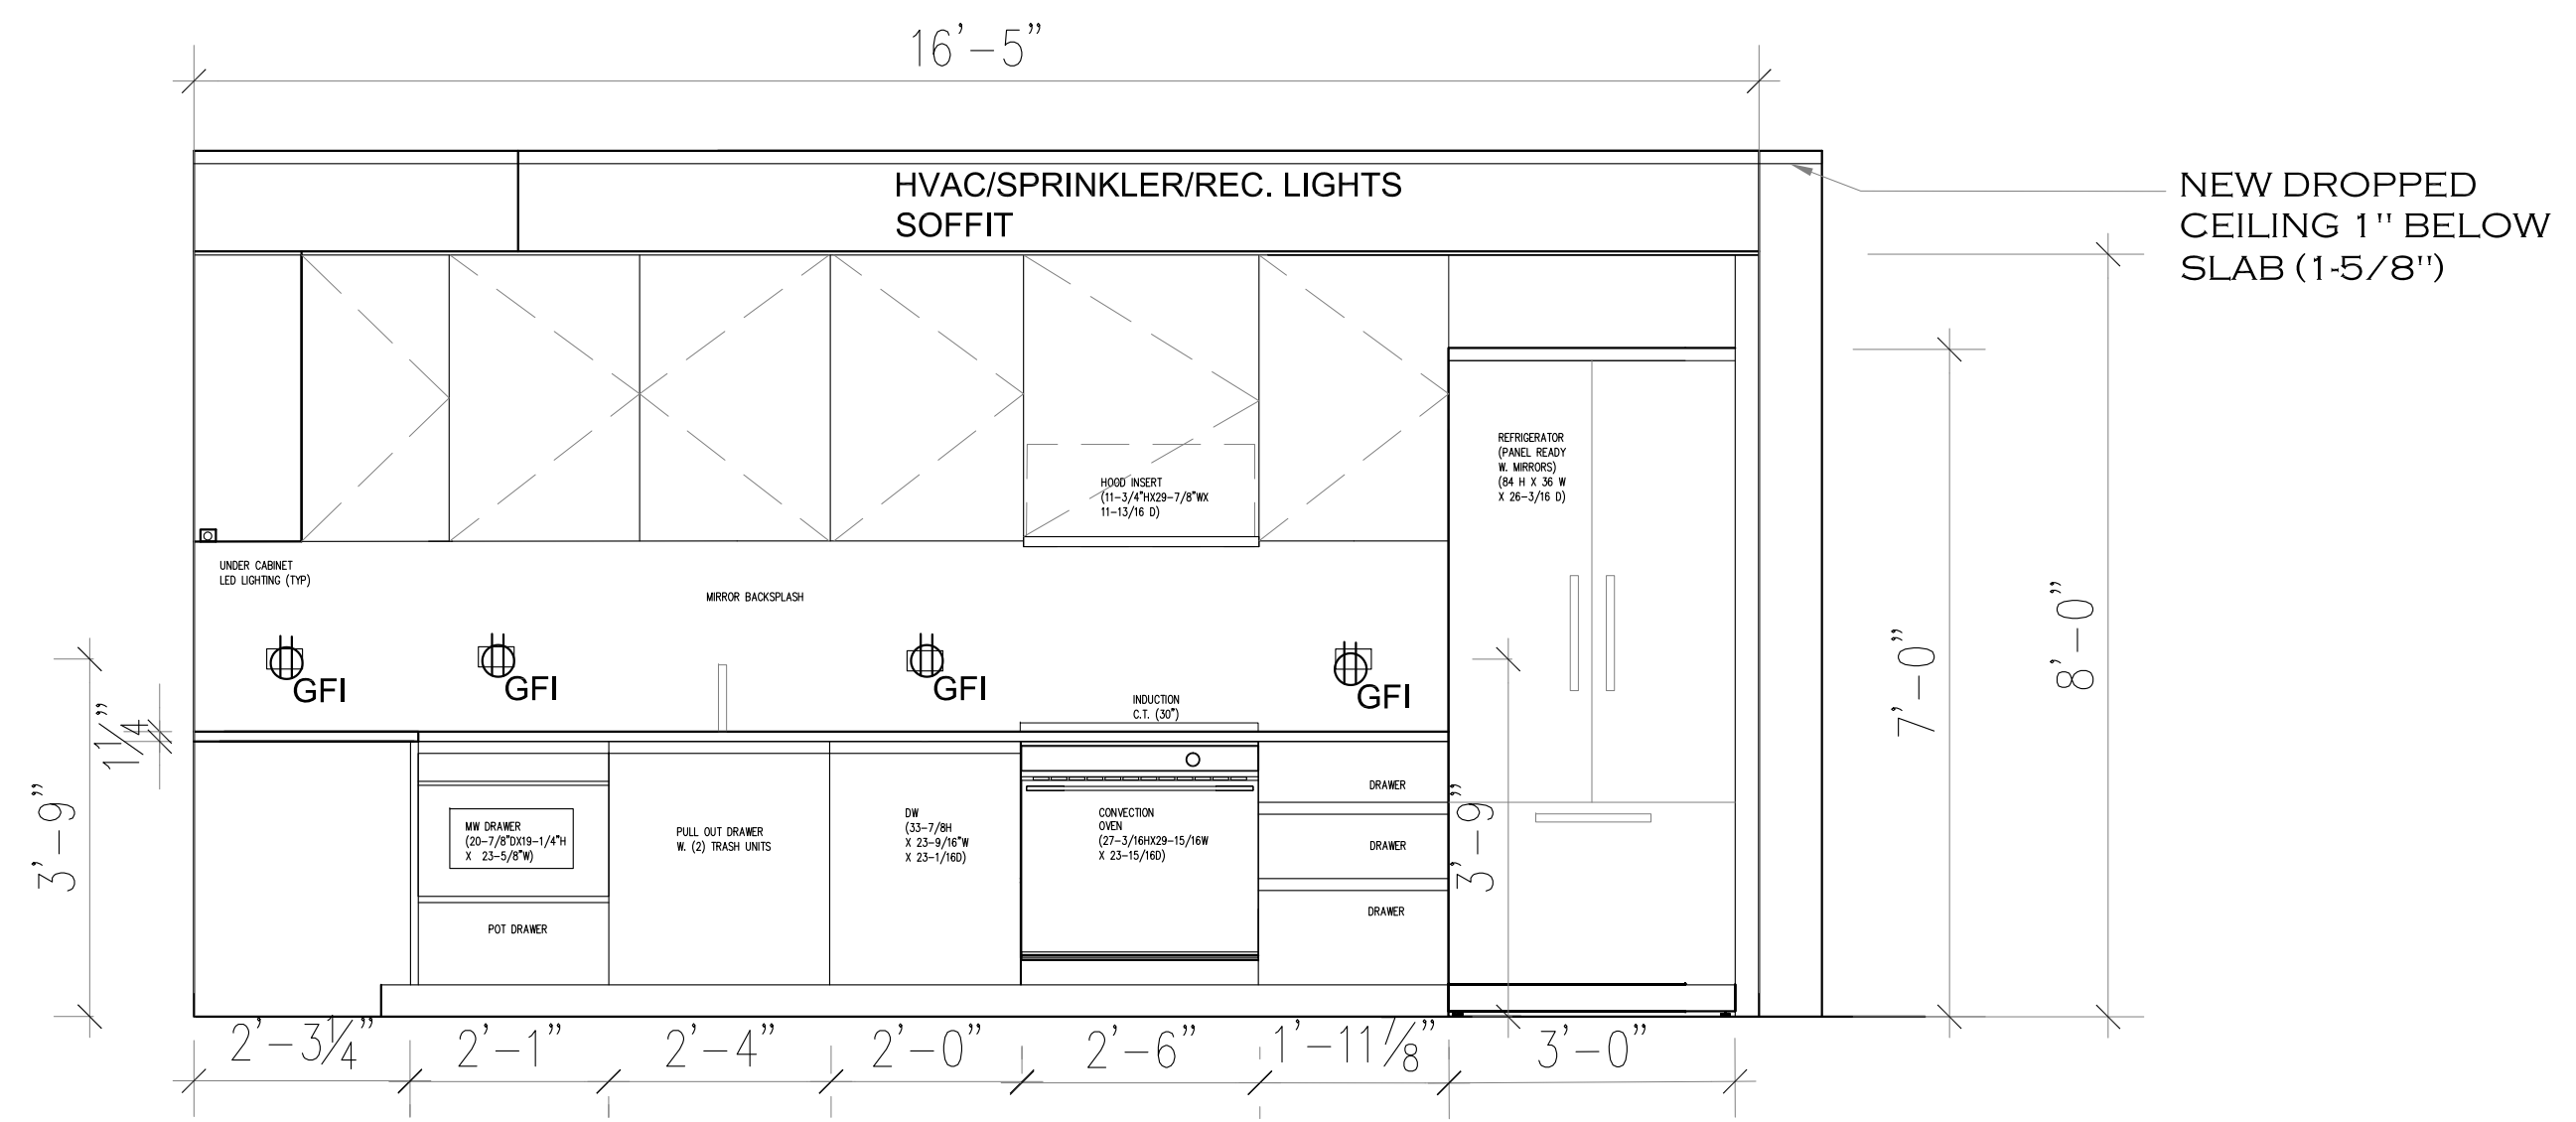 16'-5"
HVAC/SPRINKLER/REC. LIGHTS
SOFFIT
NEW DROPPED
CEILING 1" BELOW
SLAB (1-5/8")
REFRIGERATOR
(PANEL READY
W. MIRRORS)
(84 H X 36 W
X 26-3/16 D)
HOOD INSERT
(11-3/4"HX29-7/8"WX
11-13/16 D)
UNDER CABINET
LED LIGHTING (TYP)
MIRROR BACKSPLASH
GFI
GFI
GFI
GFI
INDUCTION
C.T. (30")
1 1/4"
3'-9"
3'-9"
7'-0"
8'-0"
MW DRAWER
(20-7/8"DX19-1/4"H
X 23-5/8"W)
POT DRAWER
PULL OUT DRAWER
W. (2) TRASH UNITS
DW
(33-7/8H
X 23-9/16"W
X 23-1/16D)
CONVECTION
OVEN
(27-3/16HX29-15/16W
X 23-15/16D)
DRAWER
DRAWER
DRAWER
2'-3 1/4"
2'-1"
2'-4"
2'-0"
2'-6"
1'-11 7/8"
3'-0"